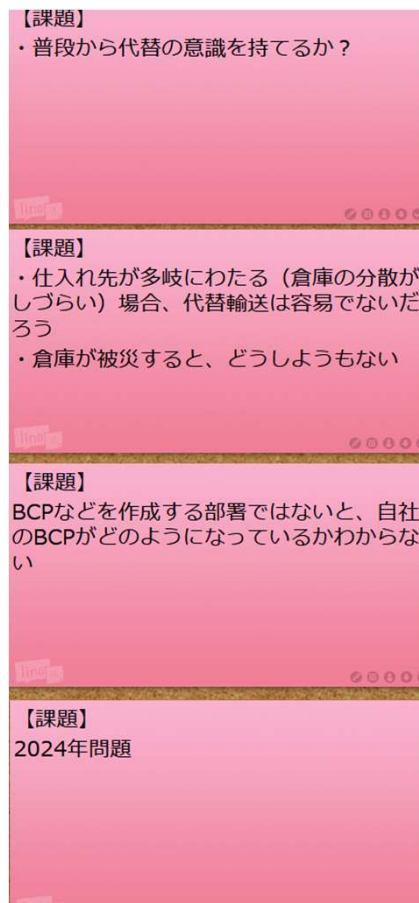 【課題】
・普段から代替の意識を持てるか？
lino
【課題】
・仕入れ先が多岐にわたる（倉庫の分散が
しづらい）場合、代替輸送は容易でないだ
ろう
・倉庫が被災すると、どうしようもない
lino
【課題】
BCPなどを作成する部署ではないと、自社
のBCPがどのようになっているかわからな
い
lino
【課題】
2024年問題